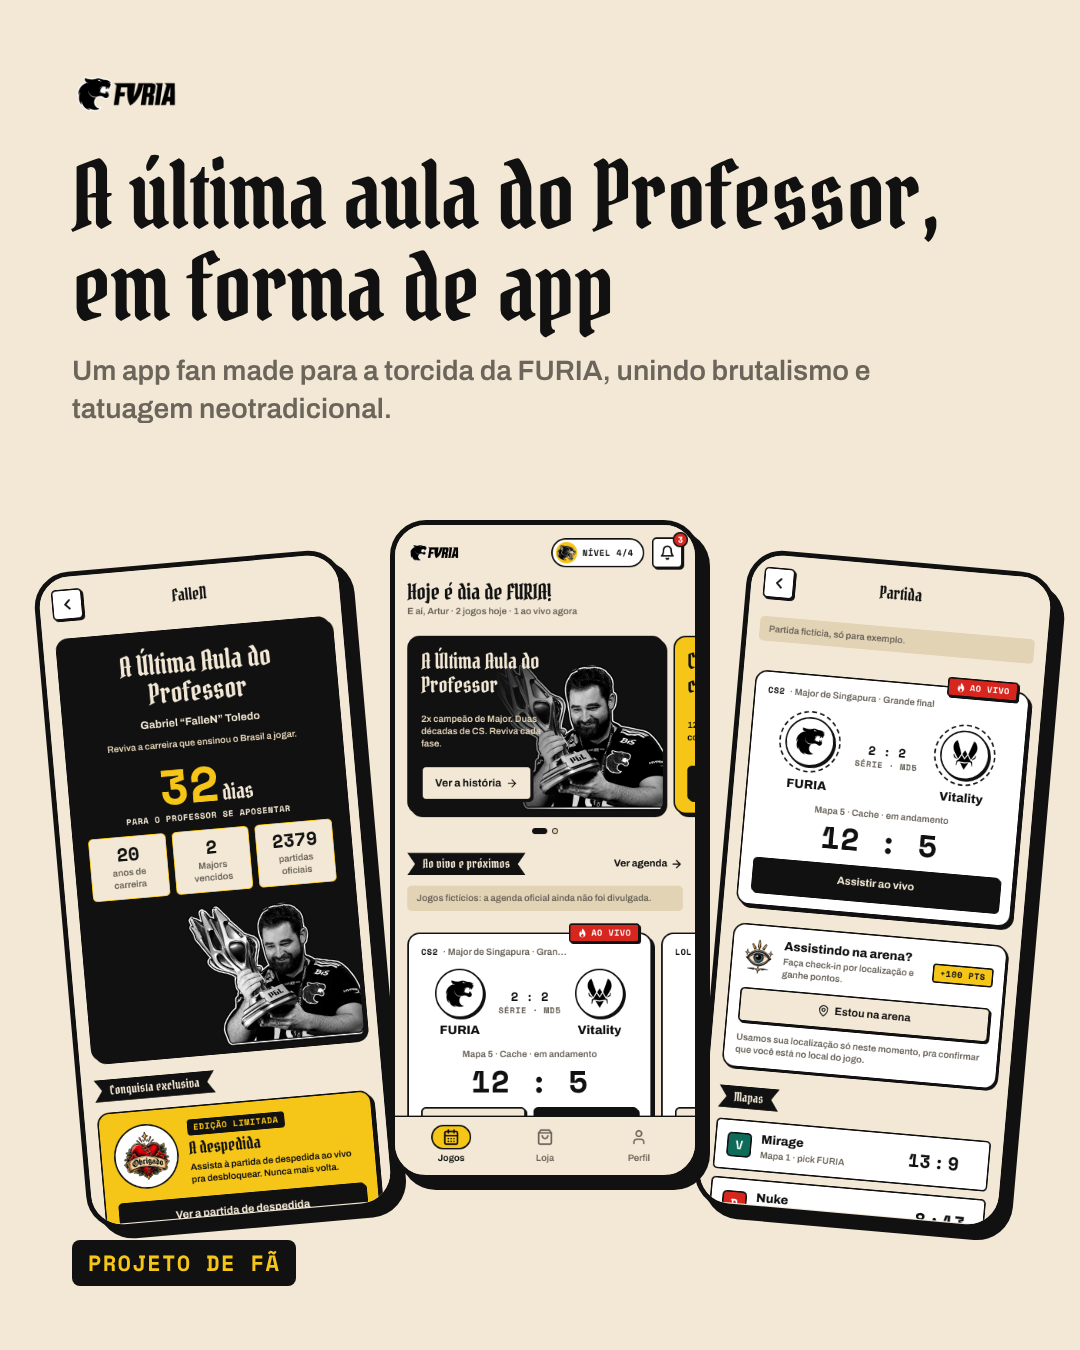 FURIA
A última aula do Professor,
em forma de app
Um app fan made para a torcida da FURIA, unindo brutalismo e
tatuagem neotradicional.
FalleN
A Última Aula do
Professor
Gabriel “FalleN” Toledo
Reviva a carreira que ensinou o Brasil a jogar.
32 dias
PARA O PROFESSOR SE APOSENTAR
20
anos de
carreira
2
Majors
vencidos
2379
partidas
oficiais
Conquista exclusiva
Obrigado
EDIÇÃO LIMITADA
A despedida
Assista à partida de despedida ao vivo
pra desbloquear. Nunca mais volta.
Ver a partida de despedida
FURIA
NÍVEL 4/4
3
Hoje é dia de FURIA!
E aí, Artur · 2 jogos hoje · 1 ao vivo agora
A Última Aula do
Professor
2x campeão de Major. Duas
décadas de CS. Reviva cada
fase.
Ver a história
Ao vivo e próximos
Ver agenda
Jogos fictícios: a agenda oficial ainda não foi divulgada.
AO VIVO
CS2 · Major de Singapura · Gran...
LOL
2 : 2
SÉRIE · MD5
FURIA
Vitality
Mapa 5 · Cache · em andamento
12 : 5
Jogos
Loja
Perfil
Partida
Partida fictícia, só para exemplo.
AO VIVO
CS2 · Major de Singapura · Grande final
2 : 2
SÉRIE · MD5
FURIA
Vitality
Mapa 5 · Cache · em andamento
12 : 5
Assistir ao vivo
Assistindo na arena?
Faça check-in por localização e
ganhe pontos.
+100 PTS
Estou na arena
Usamos sua localização só neste momento, pra confirmar
que você está no local do jogo.
Mapas
V
Mirage
Mapa 1 · pick FURIA
13:9
Nuke
PROJETO DE FÃ